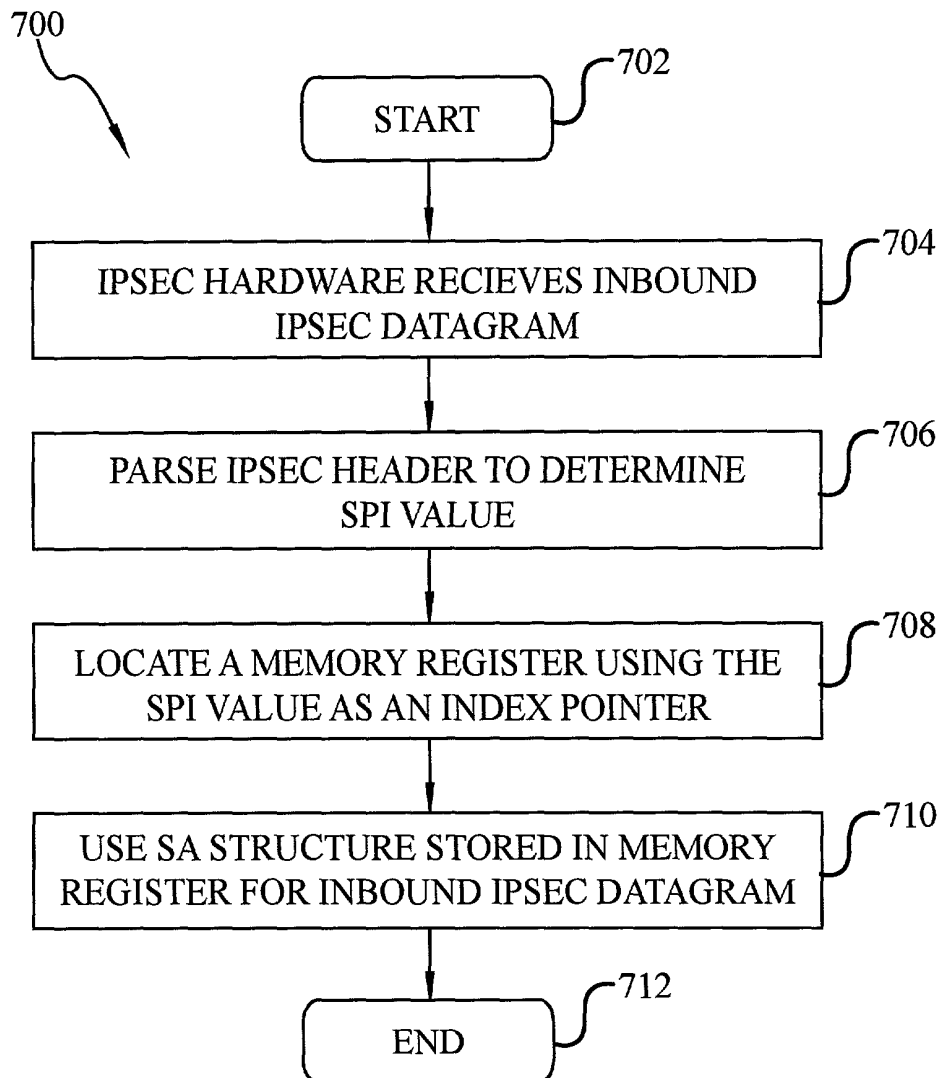 700
702
START
704
IPSEC HARDWARE RECIEVES INBOUND
IPSEC DATAGRAM
706
PARSE IPSEC HEADER TO DETERMINE
SPI VALUE
708
LOCATE A MEMORY REGISTER USING THE
SPI VALUE AS AN INDEX POINTER
710
USE SA STRUCTURE STORED IN MEMORY
REGISTER FOR INBOUND IPSEC DATAGRAM
712
END